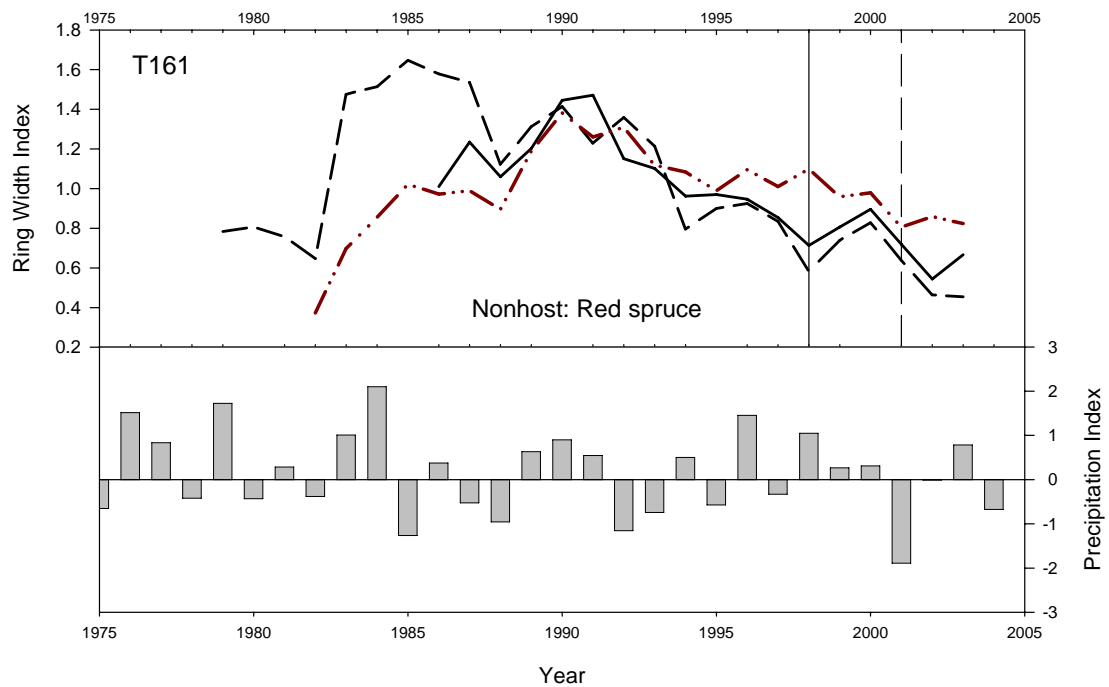 1975 1980 1985 1990 1995 2000 2005
T161
Ring Width Index
1.8
1.6
1.4
1.2
1.0
0.8
0.6
0.4
0.2
Nonhost: Red spruce
3
2
1
0
-1
-2
-3
Precipitation Index
1975 1980 1985 1990 1995 2000 2005
Year